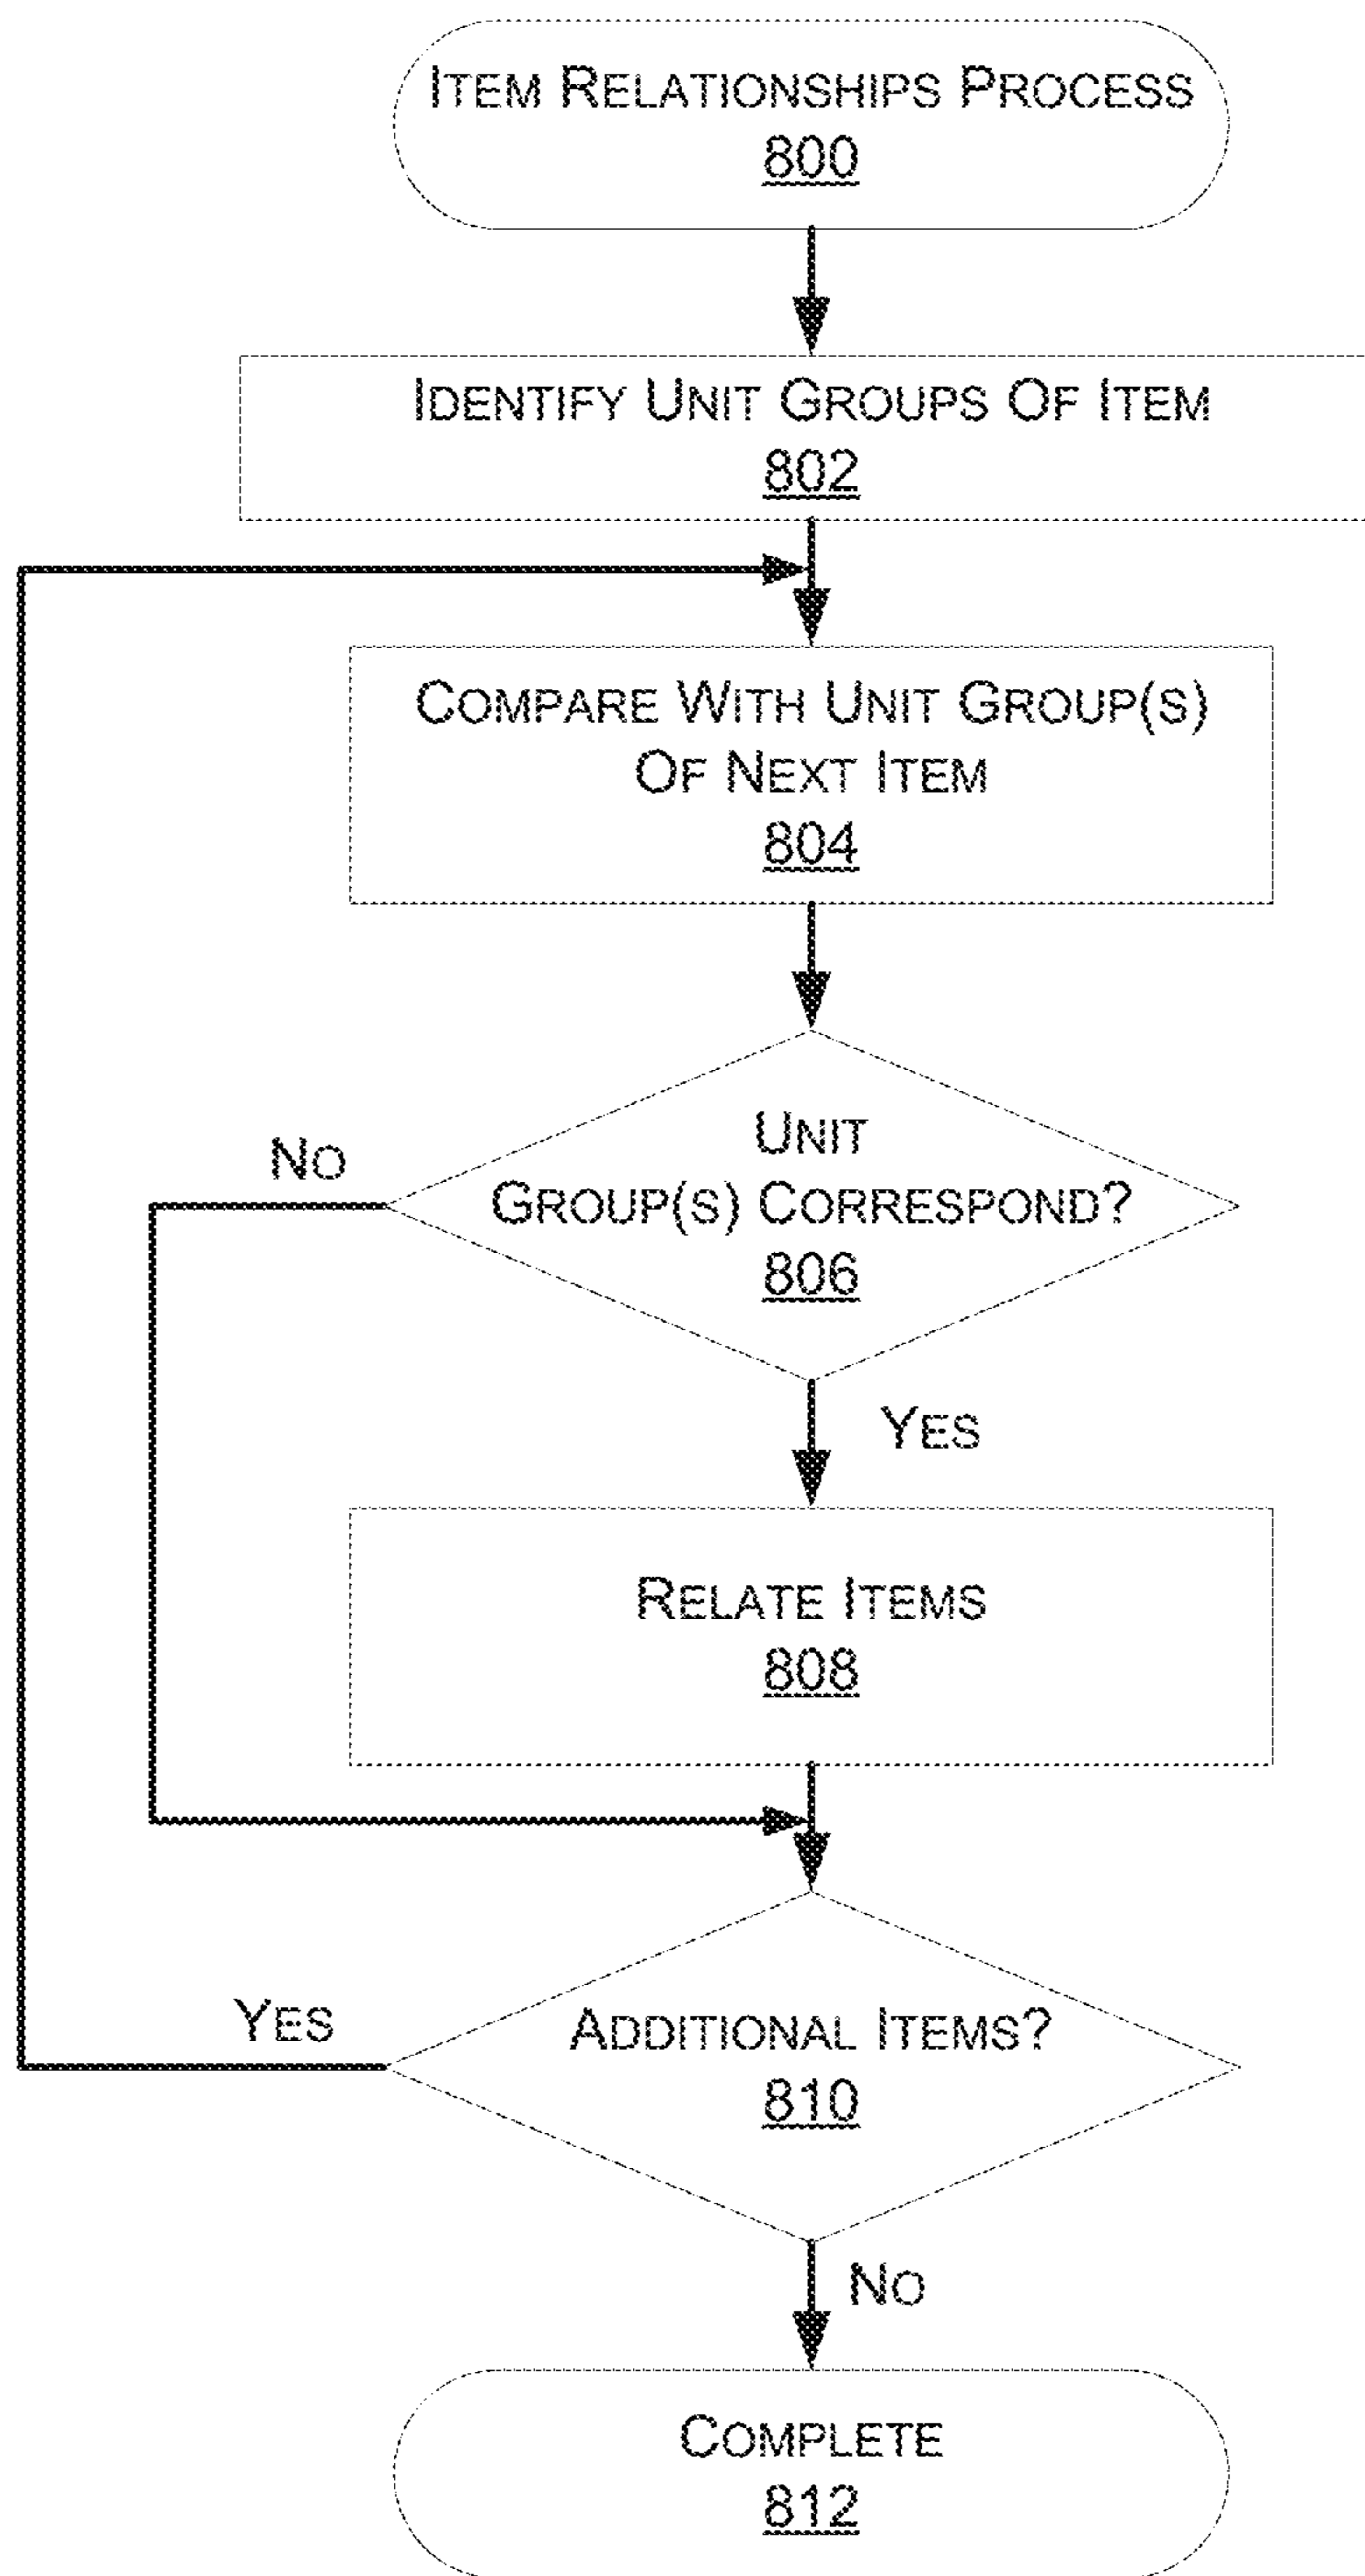 ITEM RELATIONSHIPS PROCESS
800
IDENTIFY UNIT GROUPS OF ITEM
802
COMPARE WITH UNIT GROUP(S)
OF NEXT ITEM
804
UNIT
GROUP(S) CORRESPOND?
806
NO
YES
RELATE ITEMS
808
ADDITIONAL ITEMS?
810
YES
NO
COMPLETE
812